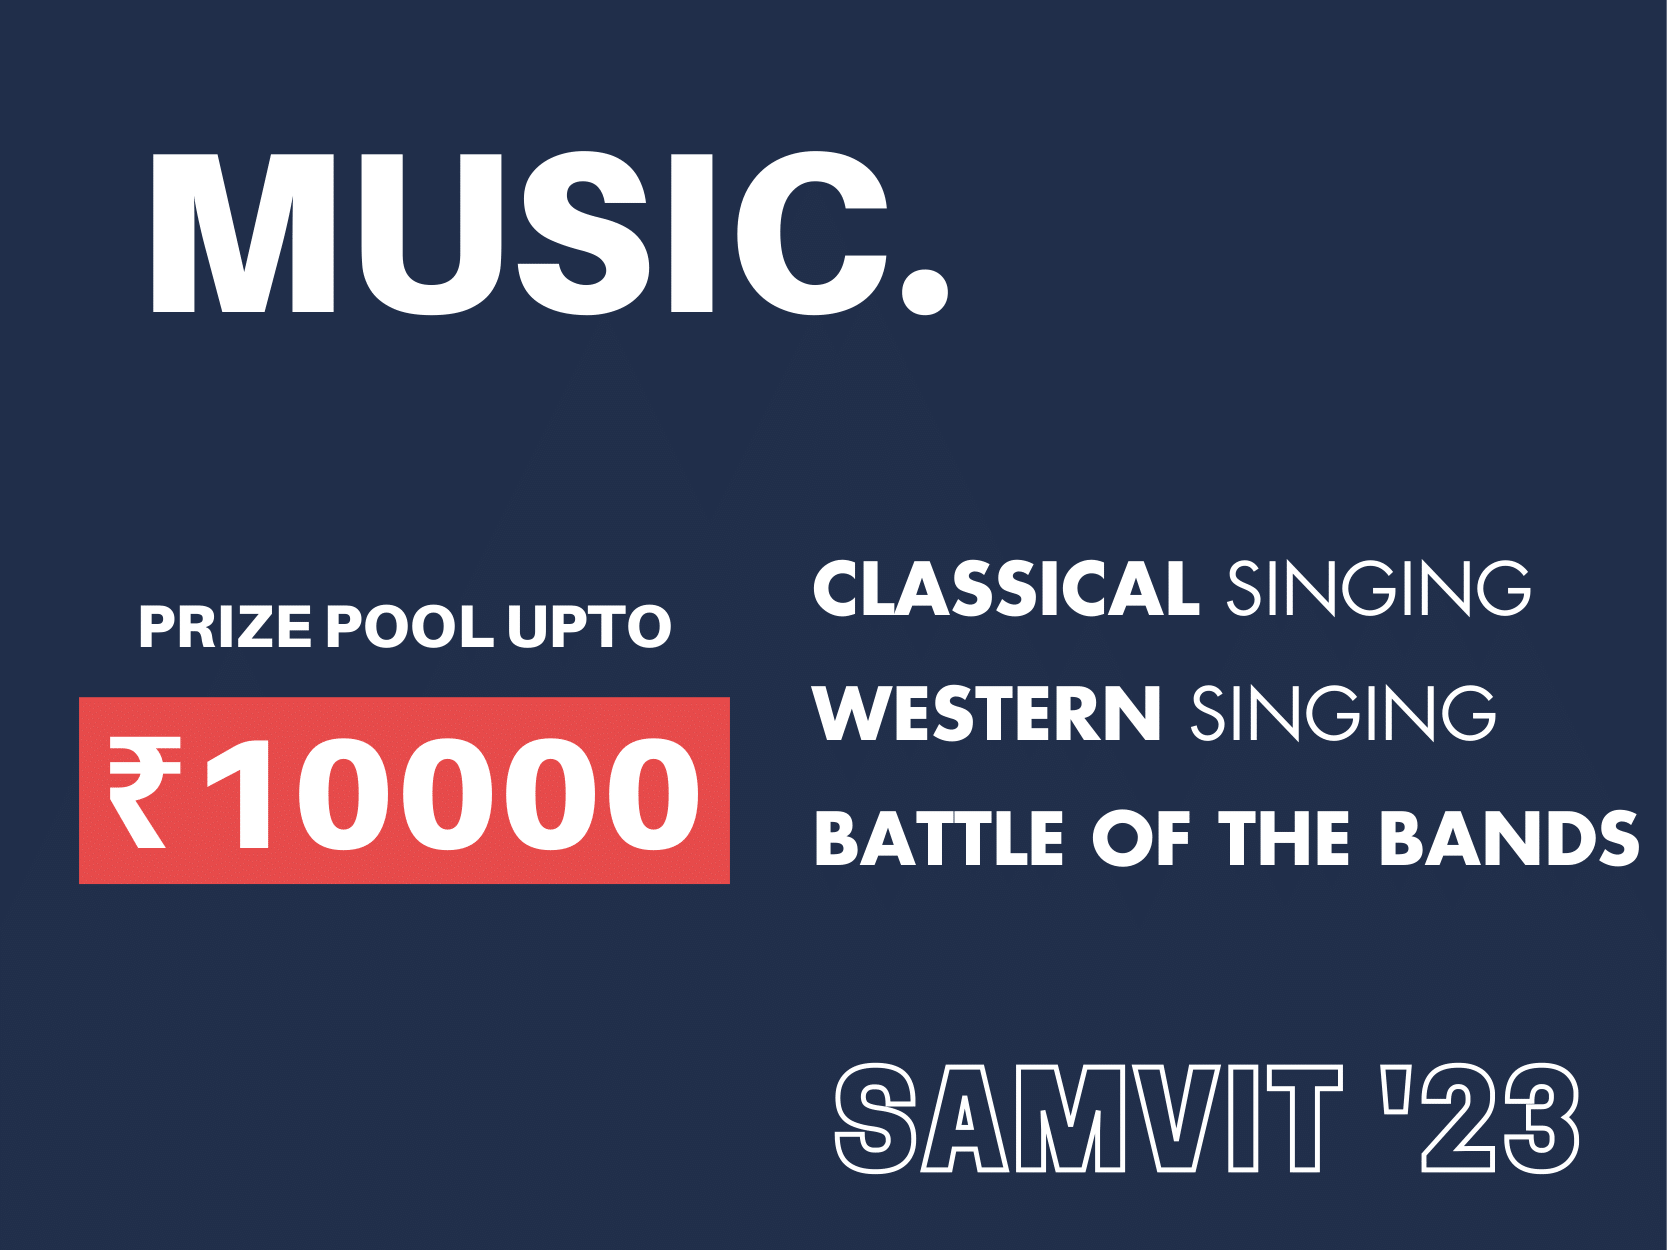 MUSIC.
PRIZE POOL UPTO
₹10000
CLASSICAL SINGING
WESTERN SINGING
BATTLE OF THE BANDS
SAMVIT '23